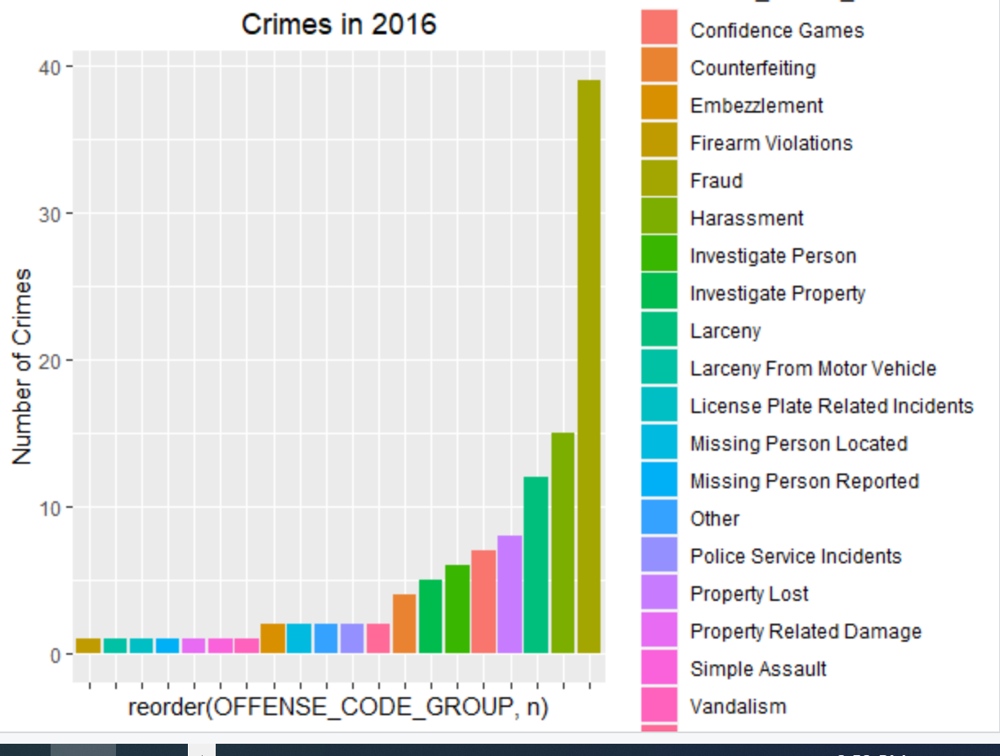 Crimes in 2016
40
30
20
10
0
Number of Crimes
reorder(OFFENSE_CODE_GROUP, n)
Confidence Games
Counterfeiting
Embezzlement
Firearm Violations
Fraud
Harassment
Investigate Person
Investigate Property
Larceny
Larceny From Motor Vehicle
License Plate Related Incidents
Missing Person Located
Missing Person Reported
Other
Police Service Incidents
Property Lost
Property Related Damage
Simple Assault
Vandalism